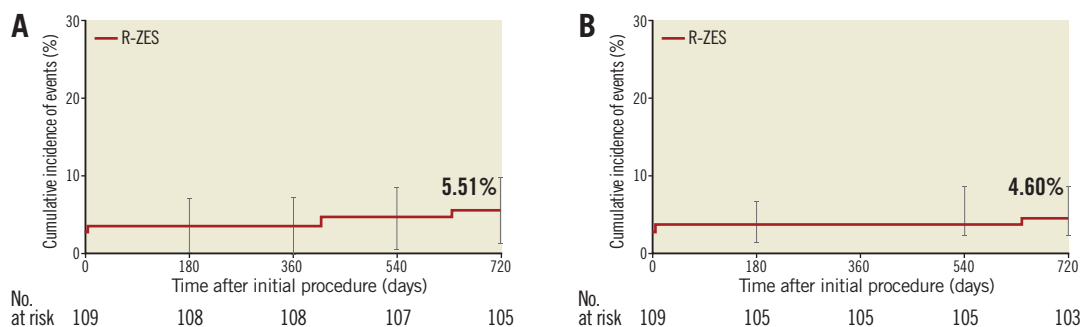 A
Cumulative incidence of events (%)
30
20
10
0
R-ZES
5.51%
0 180 360 540 720
Time after initial procedure (days)
No.
at risk 109 108 108 107 105
B
Cumulative incidence of events (%)
30
20
10
0
R-ZES
4.60%
0 180 360 540 720
Time after initial procedure (days)
No.
at risk 109 105 105 105 103